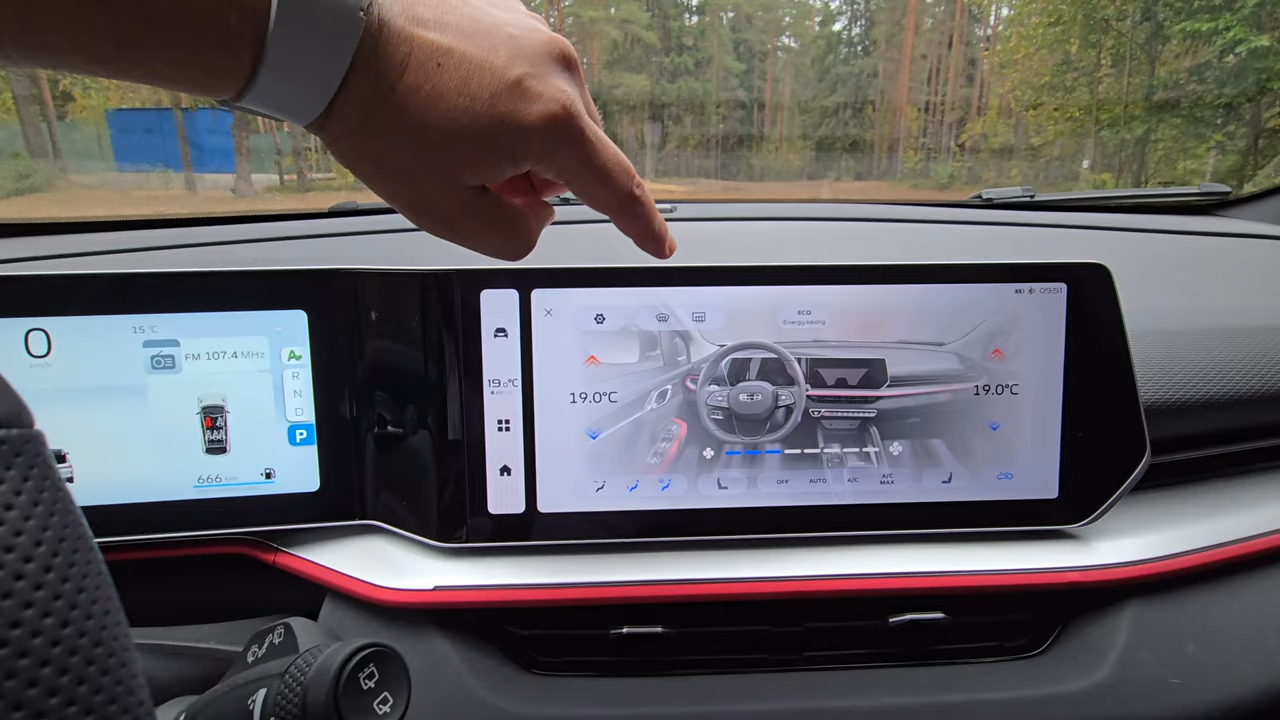 0
km/h
15 °C
FM 107.4 MHz
A
R
N
D
P
666
19.0°C
09:51
ECO
Energy saving
19.0°C
19.0°C
OFF
AUTO
A/C
A/C
MAX